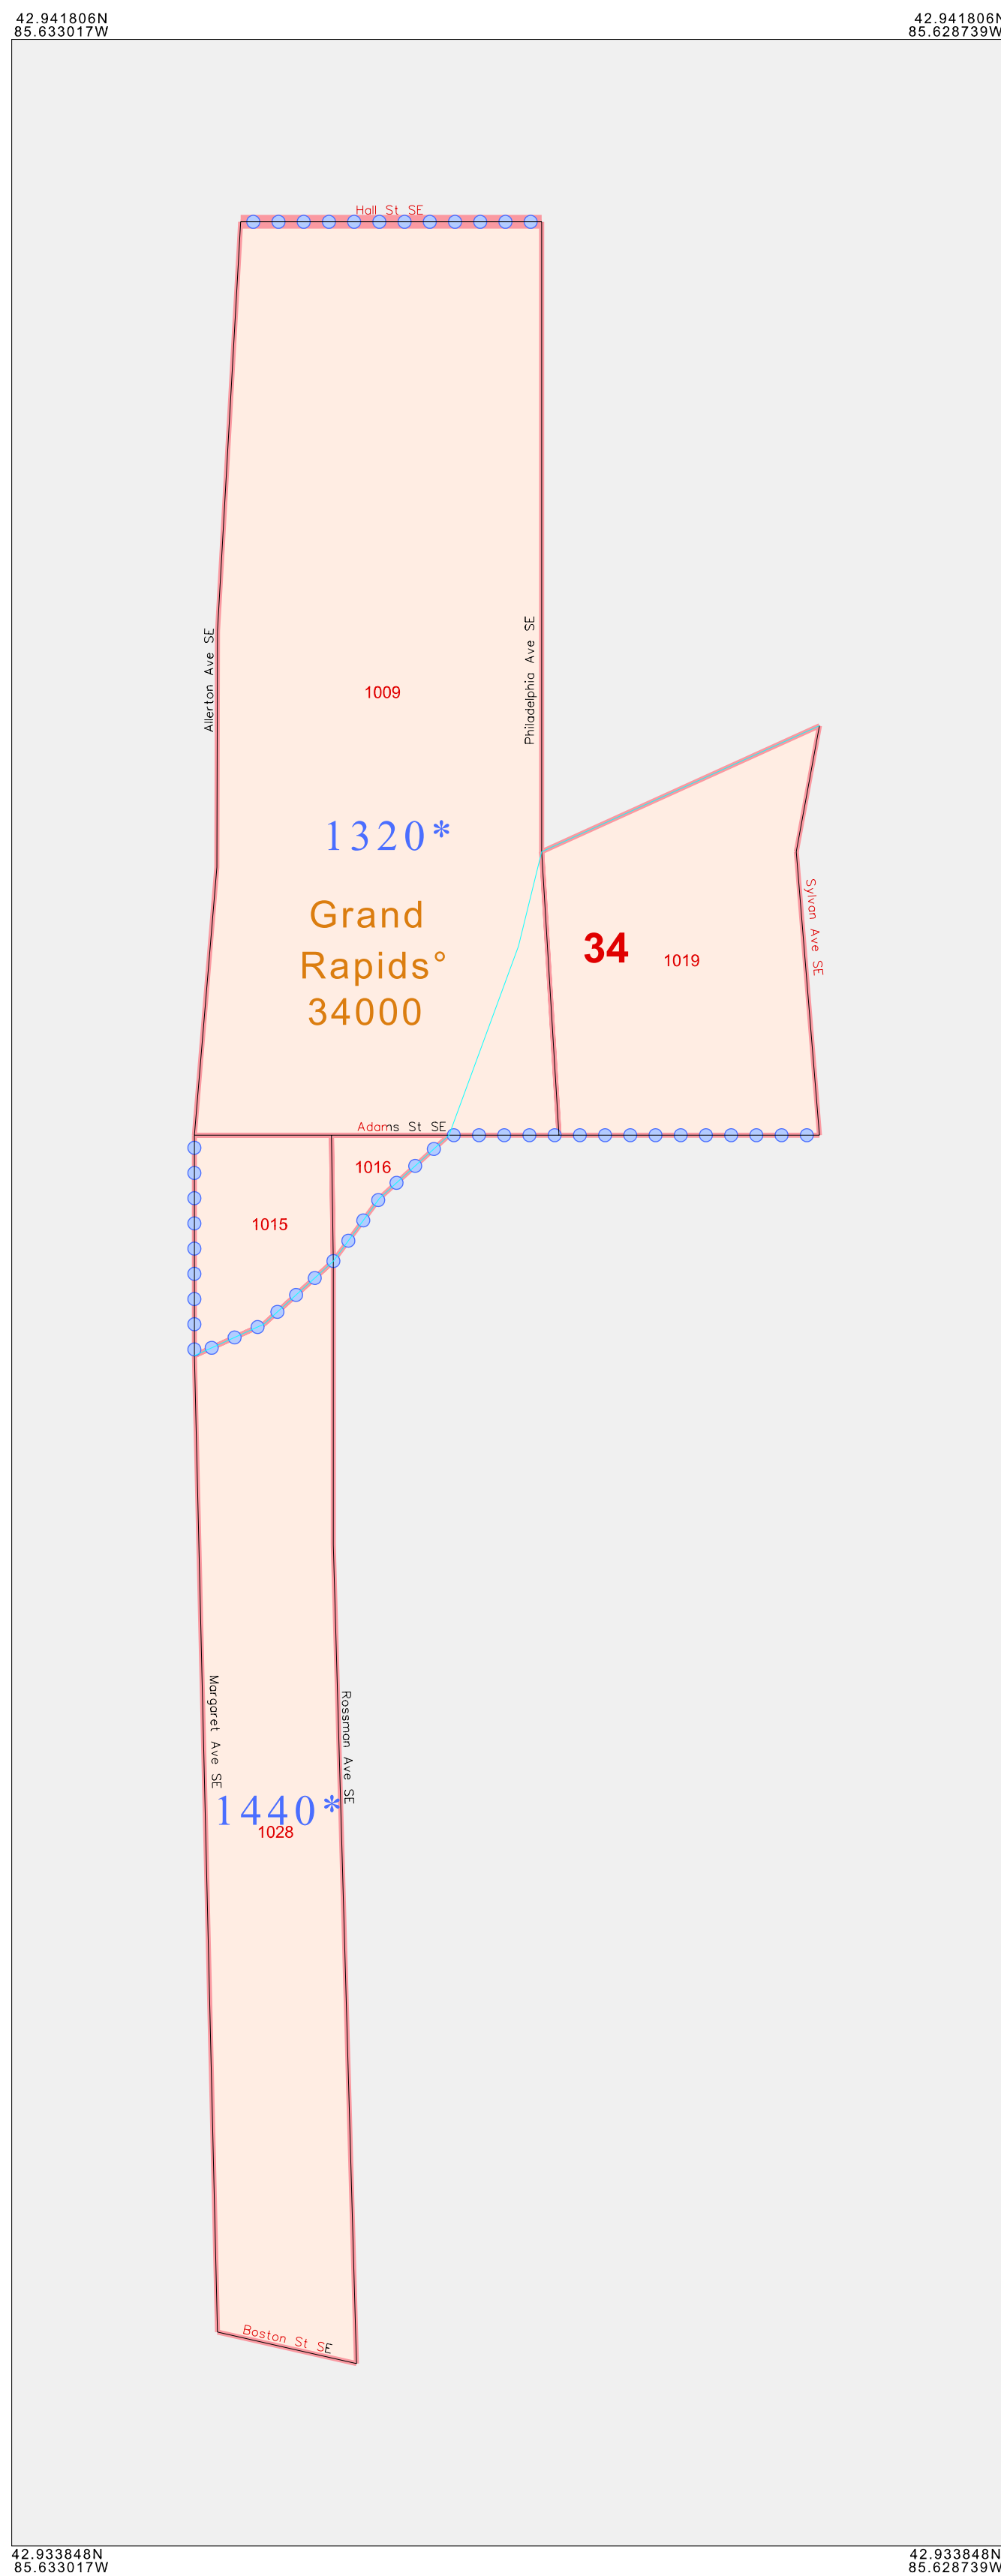 42.941806N 42.941806N
85.633017W 85.628739W
Hall St SE
Allerton Ave SE
Philadelphia Ave SE
1009
1320*
Grand
Rapids°
34000
34
1019
Sylvan Ave SE
Adams St SE
1016
1015
Margaret Ave SE
Rossman Ave SE
1440*
1028
Boston St SE
42.933848N 42.933848N
85.633017W 85.628739W